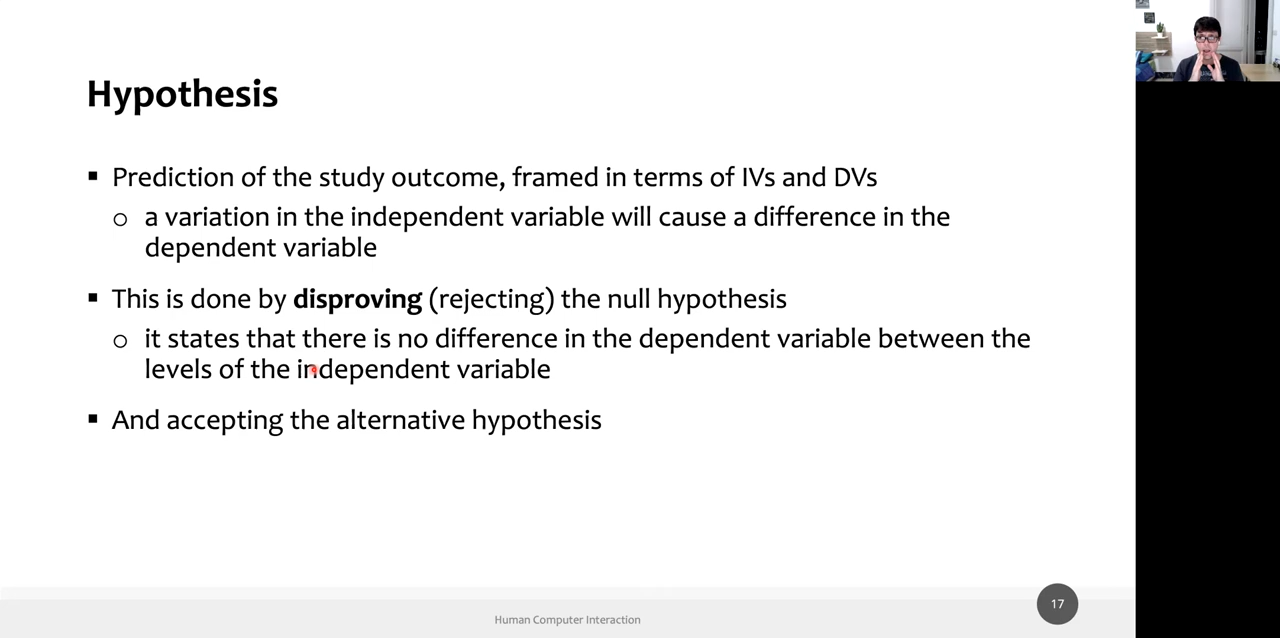 Hypothesis
▪ Prediction of the study outcome, framed in terms of IVs and DVs
o a variation in the independent variable will cause a difference in the
dependent variable
▪ This is done by disproving (rejecting) the null hypothesis
o it states that there is no difference in the dependent variable between the
levels of the independent variable
▪ And accepting the alternative hypothesis
17
Human Computer Interaction